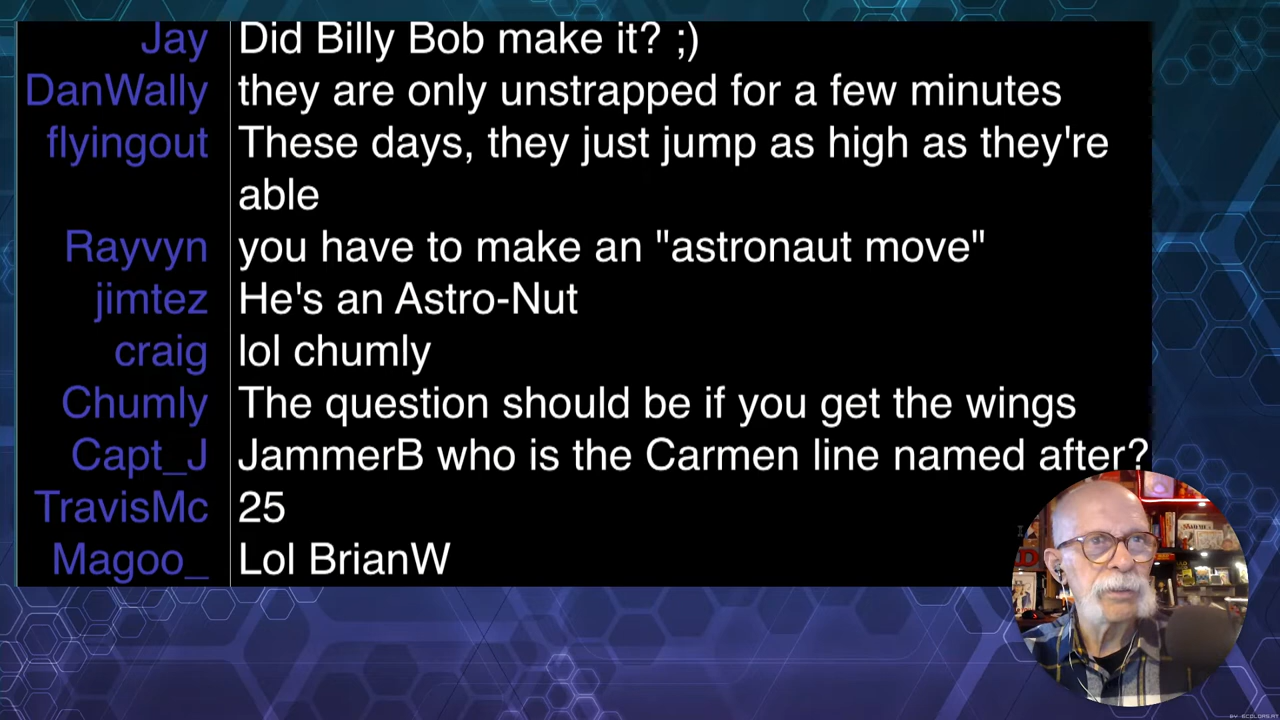 Jay Did Billy Bob make it? ;)
DanWally they are only unstrapped for a few minutes
flyingout These days, they just jump as high as they're
able
Rayvyn you have to make an "astronaut move"
jimtez He's an Astro-Nut
craig lol chumly
Chumly The question should be if you get the wings
Capt_J JammerB who is the Carmen line named after?
TravisMc 25
Magoo_ Lol BrianW